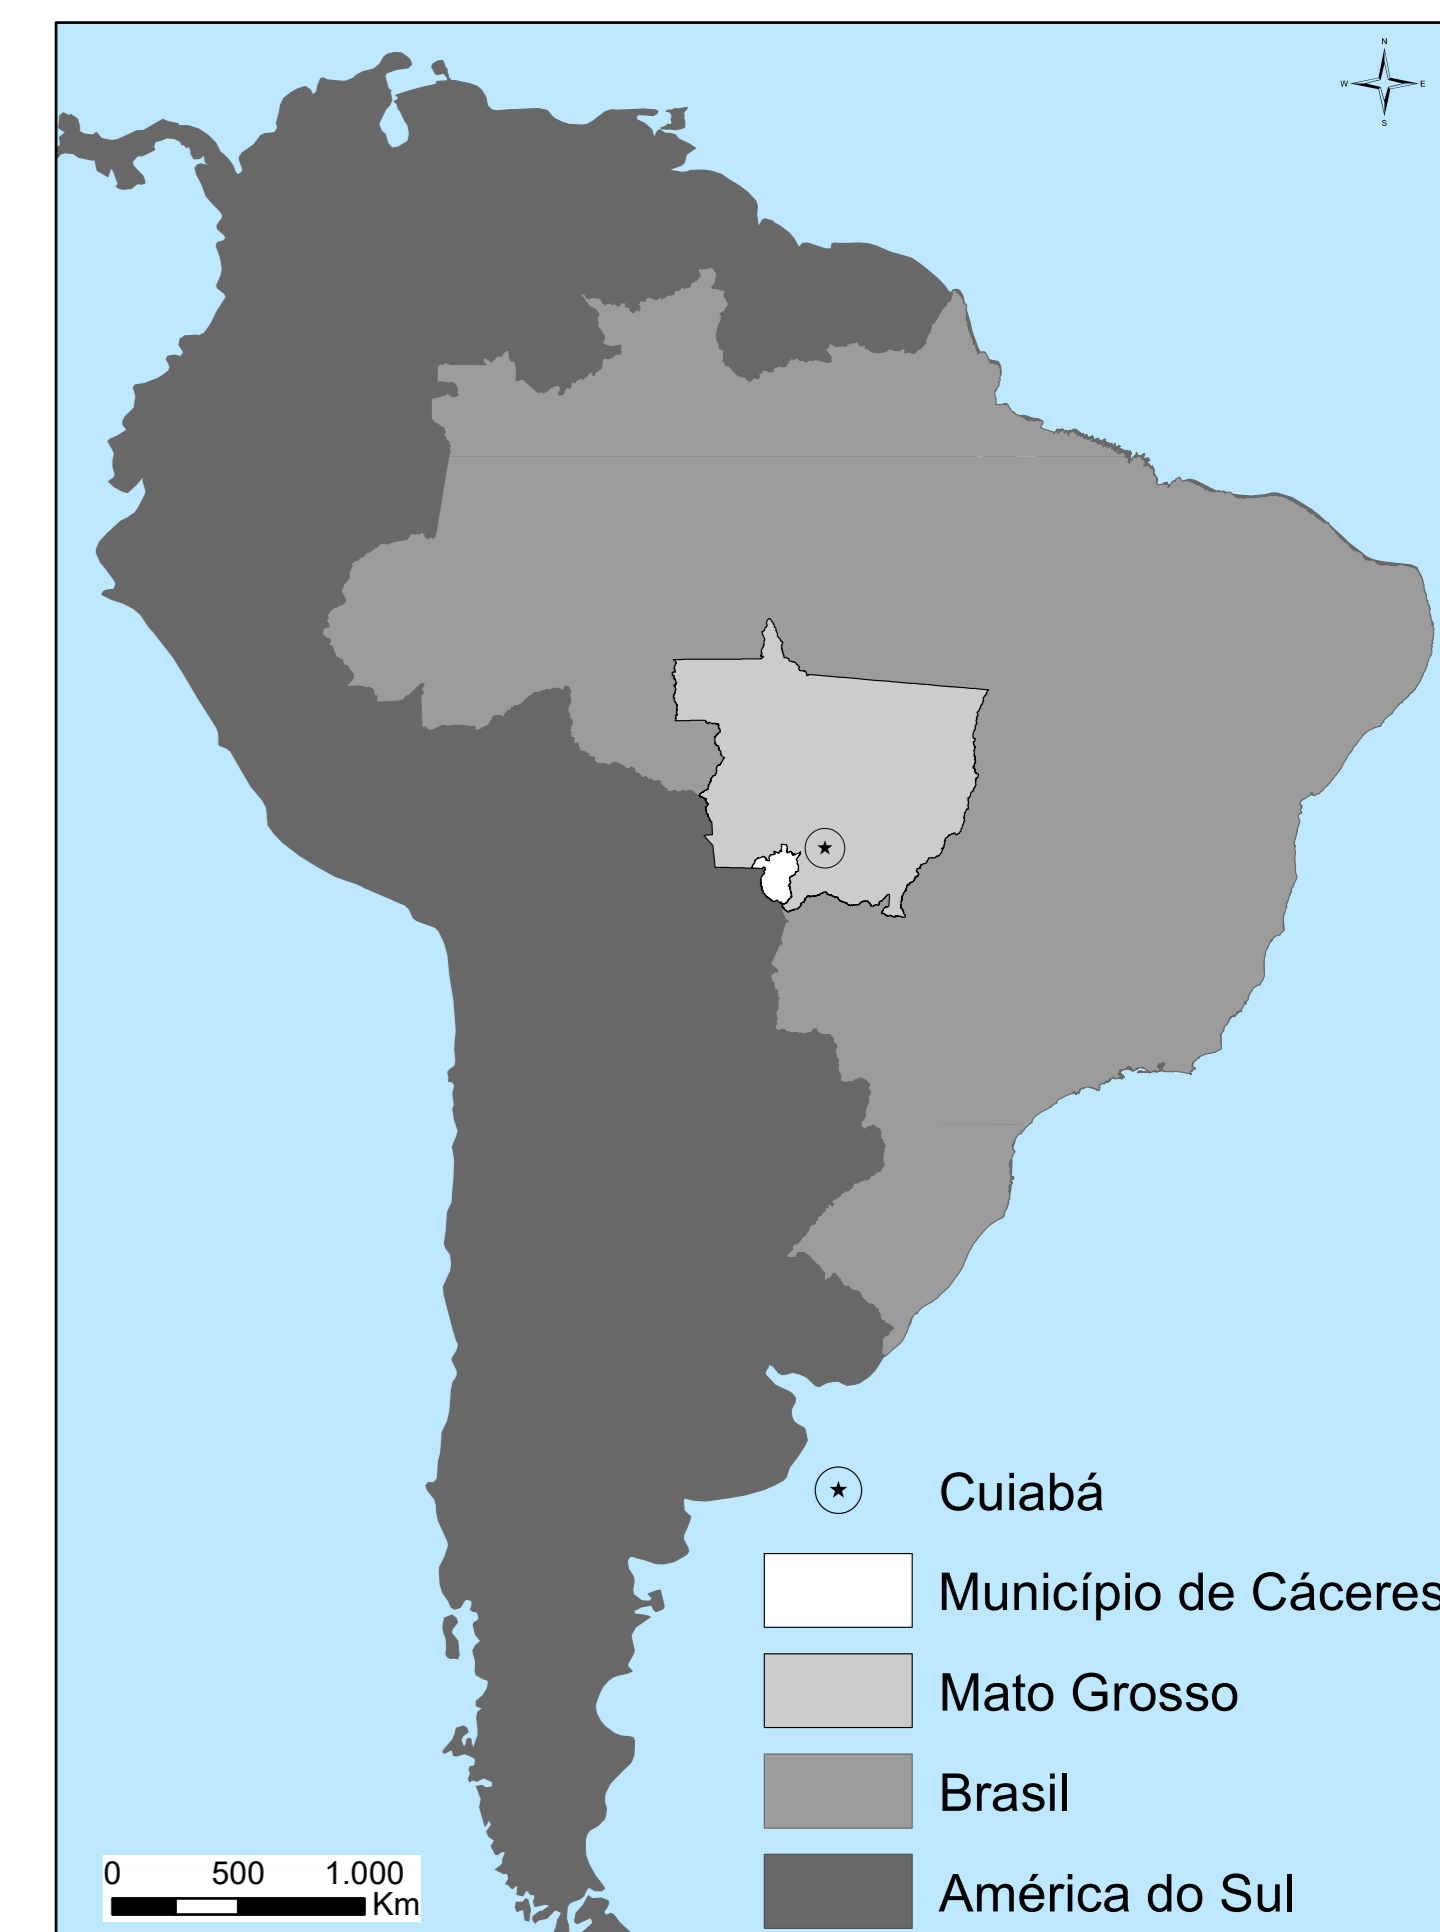 N
W E
S
Cuiabá
Município de Cáceres
Mato Grosso
Brasil
América do Sul
0 500 1.000
Km